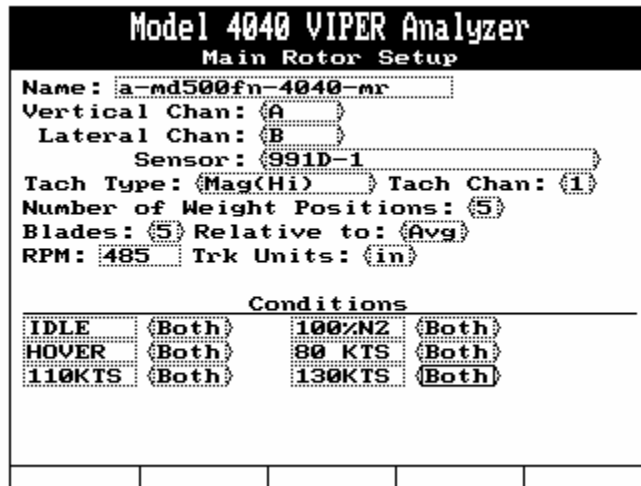 Model 4040 VIPER Analyzer
Main Rotor Setup
Name: a-md500fn-4040-mr
Vertical Chan: A
Lateral Chan: B
Sensor: 991D-1
Tach Type: Mag(Hi) Tach Chan: 1
Number of Weight Positions: 5
Blades: 5 Relative to: Avg
RPM: 485 Trk Units: in
Conditions
IDLE Both 100%N2 Both
HOVER Both 80 KTS Both
110KTS Both 130KTS Both